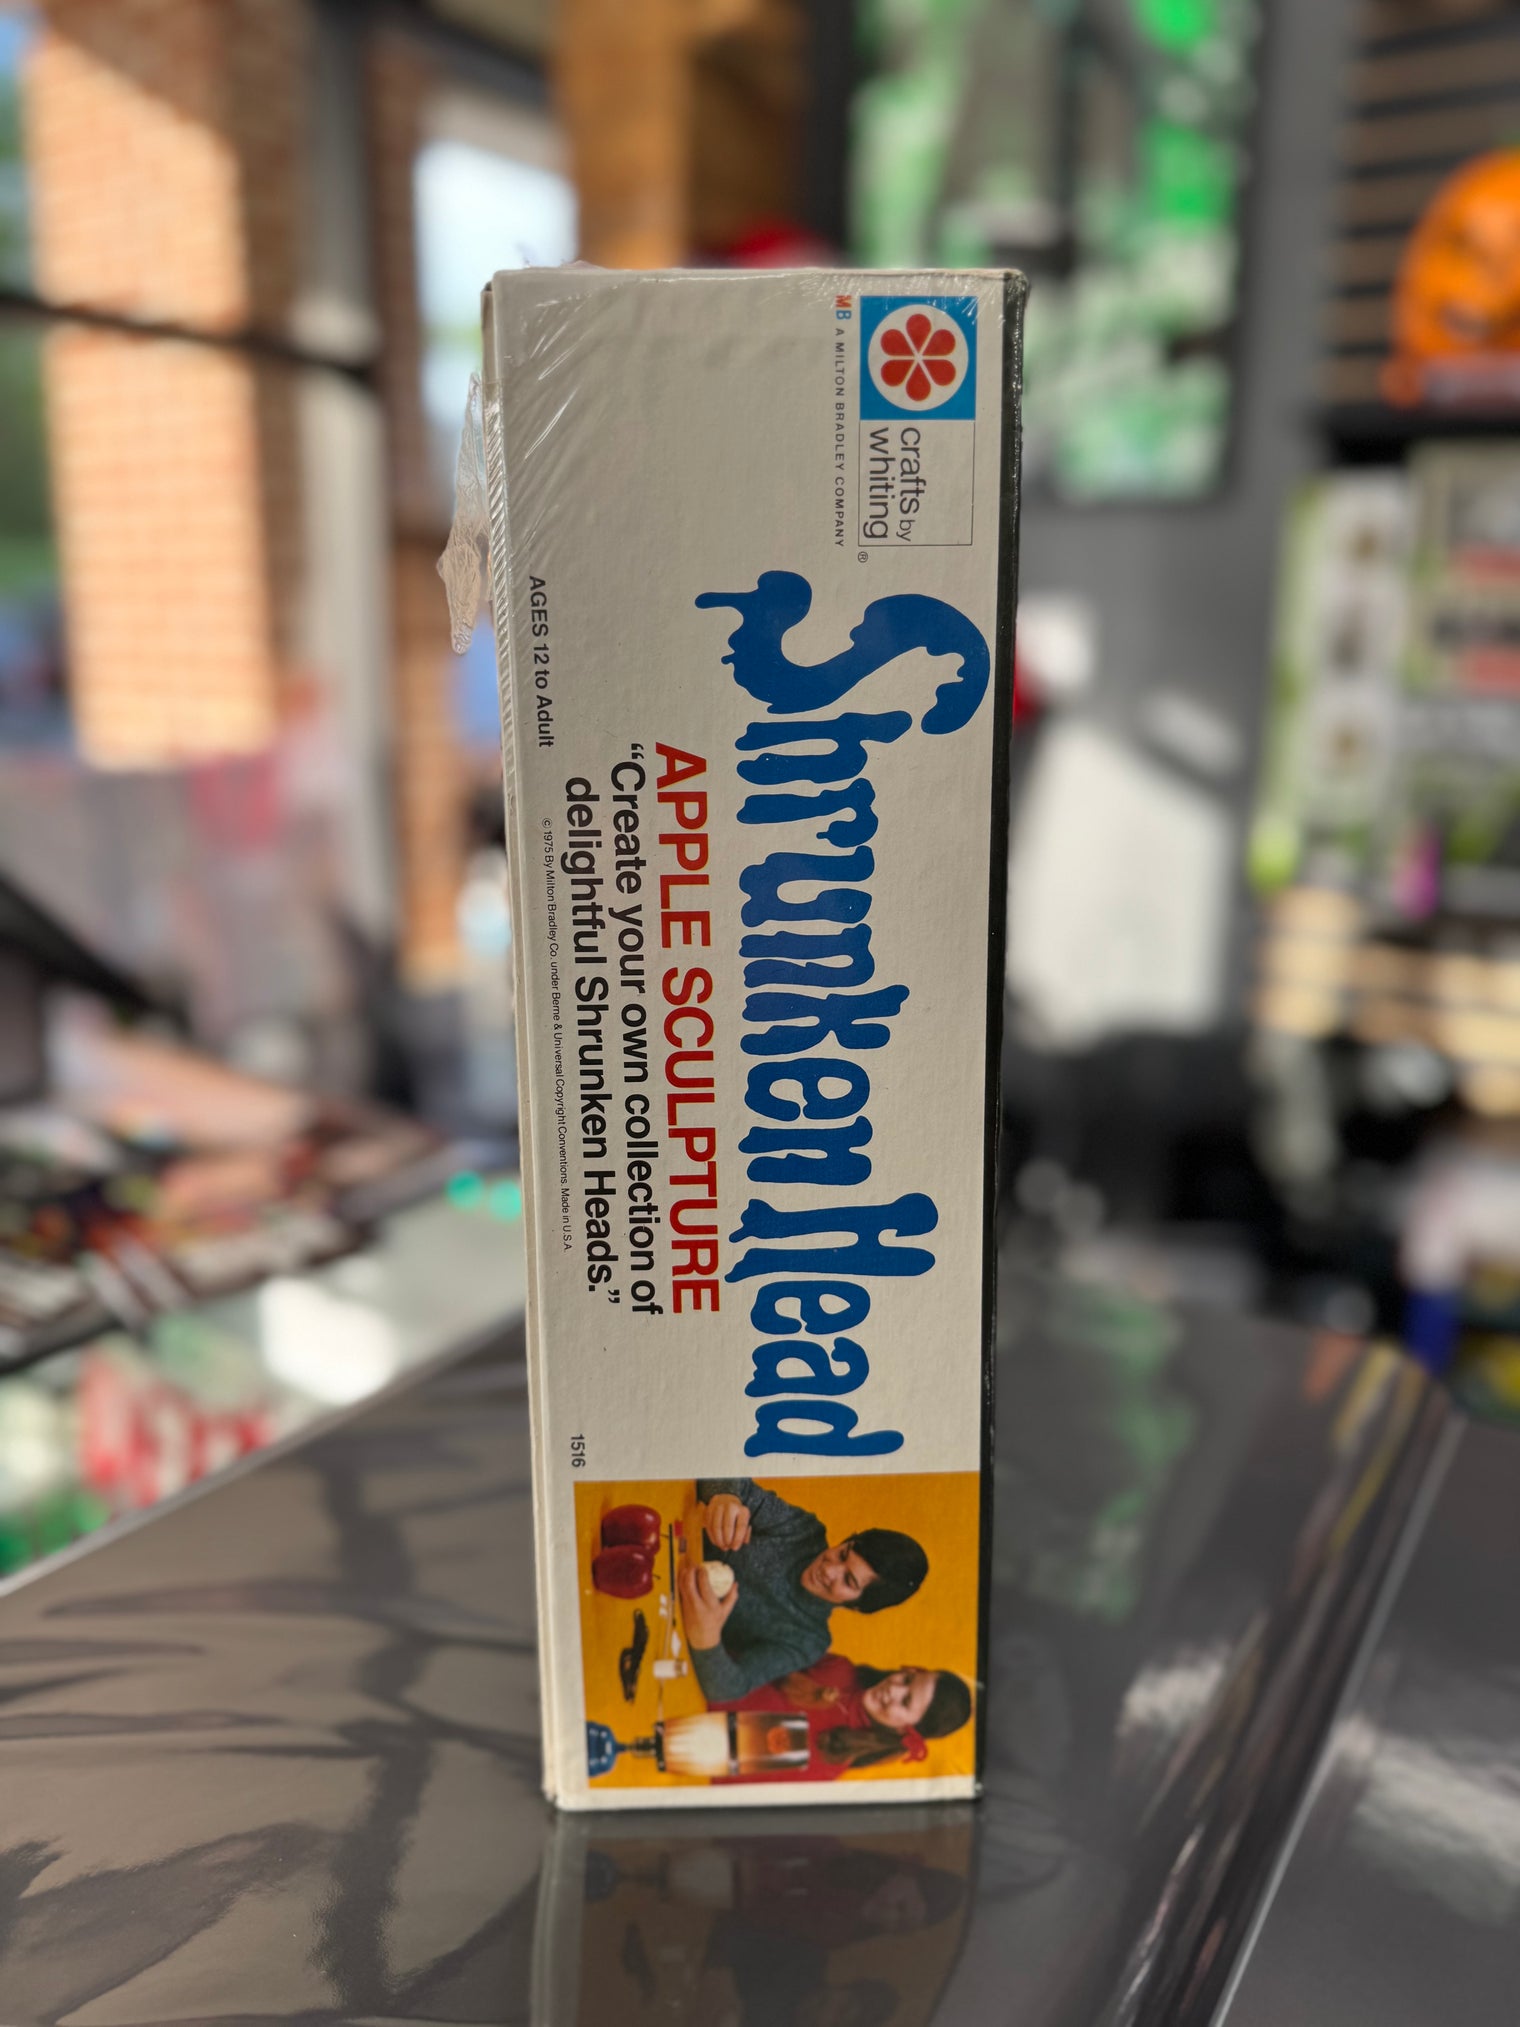 crafts by
whiting
®
MB A MILTON BRADLEY COMPANY
Shrunken Head
APPLE SCULPTURE
“Create your own collection of
delightful Shrunken Heads.”
AGES 12 to Adult
© 1975 By Milton Bradley Co. under Berne & Universal Copyright Conventions. Made in U.S.A.
1516